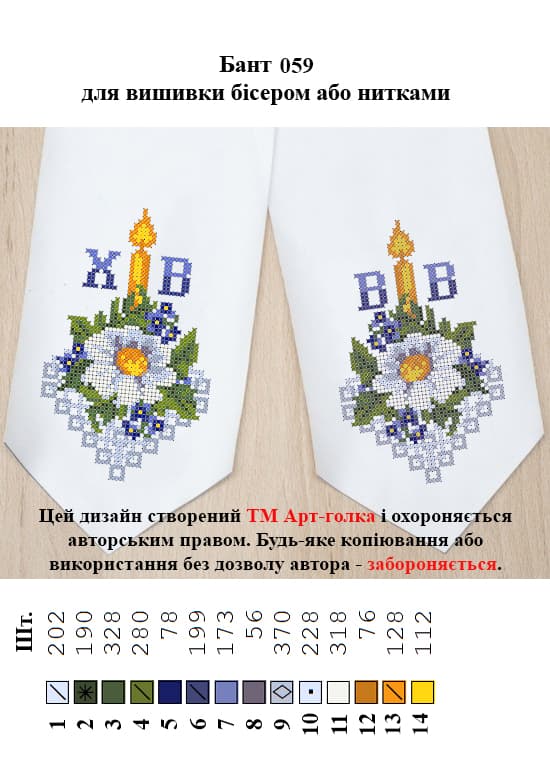 Бант 059
для вишивки бісером або нитками
Х В
В В
Цей дизайн створений ТМ Арт-голка і охороняється
авторським правом. Будь-яке копіювання або
використання без дозволу автора - забороняється.
Шт. 202 190 328 280 78 199 173 56 370 228 318 76 128 112
1 2 3 4 5 6 7 8 9 10 11 12 13 14